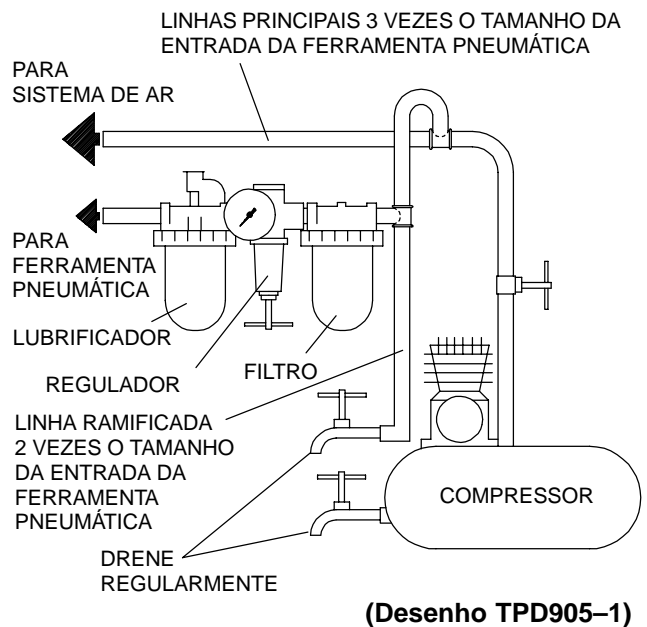 LINHAS PRINCIPAIS 3 VEZES O TAMANHO DA
ENTRADA DA FERRAMENTA PNEUMÁTICA
PARA
SISTEMA DE AR
PARA
FERRAMENTA
PNEUMÁTICA
LUBRIFICADOR
REGULADOR
FILTRO
LINHA RAMIFICADA
2 VEZES O TAMANHO
DA ENTRADA DA
FERRAMENTA
PNEUMÁTICA
COMPRESSOR
DRENE
REGULARMENTE
(Desenho TPD905–1)